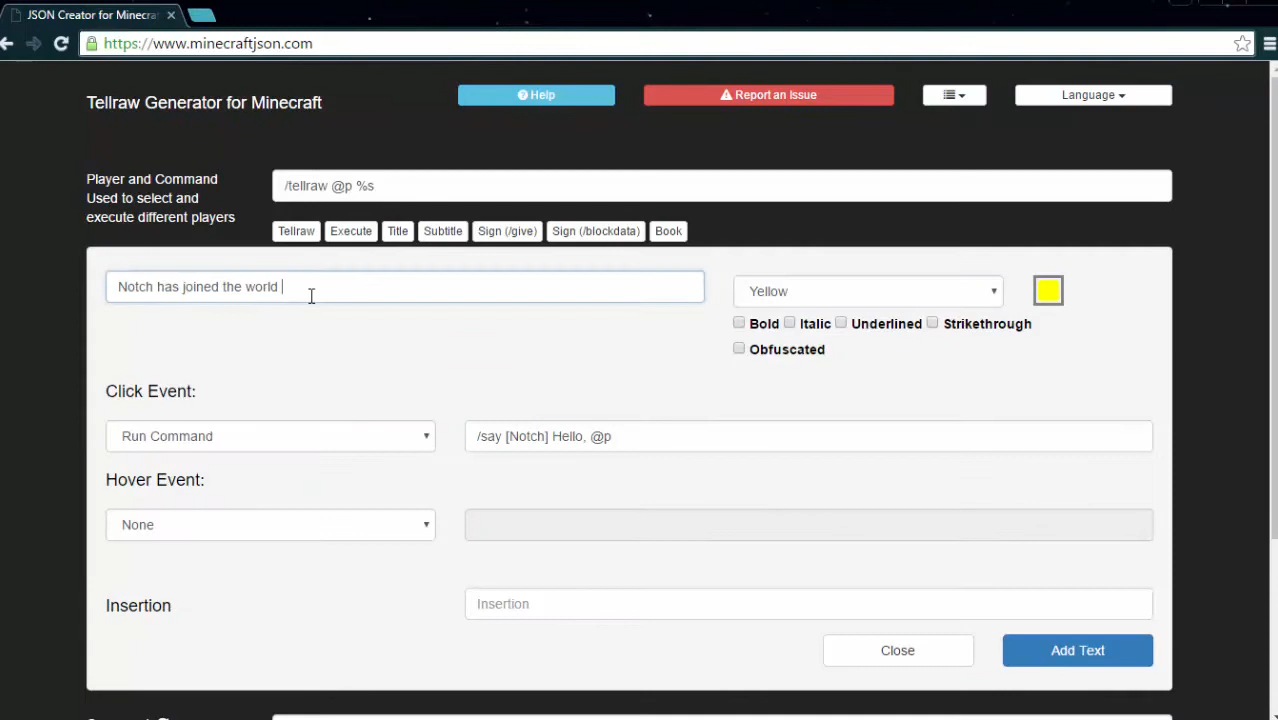 JSON Creator for Minecra
https://www.minecraftjson.com
Tellraw Generator for Minecraft
Help
Report an Issue
Language
Player and Command
Used to select and
execute different players
/tellraw @p %s
Tellraw
Execute
Title
Subtitle
Sign (/give)
Sign (/blockdata)
Book
Notch has joined the world
Yellow
Bold
Italic
Underlined
Strikethrough
Obfuscated
Click Event:
Run Command
/say [Notch] Hello, @p
Hover Event:
None
Insertion
Insertion
Close
Add Text